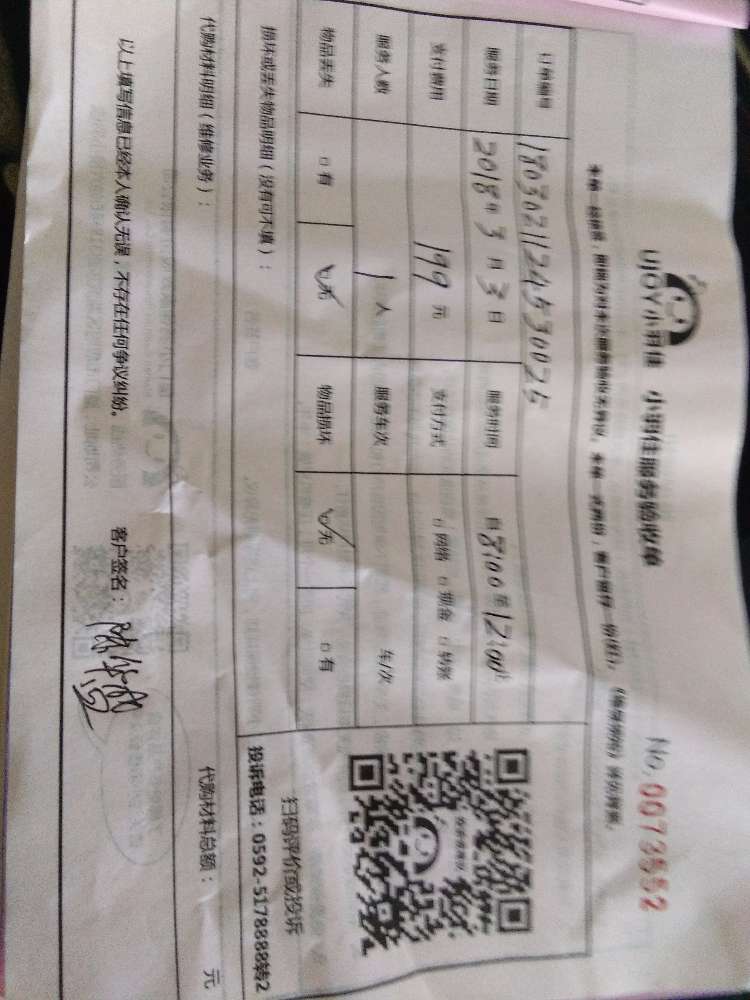 UJOY小羽佳 小羽佳服务验收单 No. 0073552
订单编号 18030211245530025
服务日期 2018年3月3日 服务时间 自8:00至12:00
支付费用 199元 支付方式 □网络 □现金 □转账
服务人数 1人 服务车次 车/次
物品丢失 □有 ☑无 物品损坏 ☑无 □有
扫码评价或投诉
投诉电话:0592-5178888转2
损坏或丢失物品明细(没有可不填):
代购材料明细(维修业务): 代购材料总额: 元
以上填写信息已经本人确认无误,不存在任何争议纠纷。 客户签名: